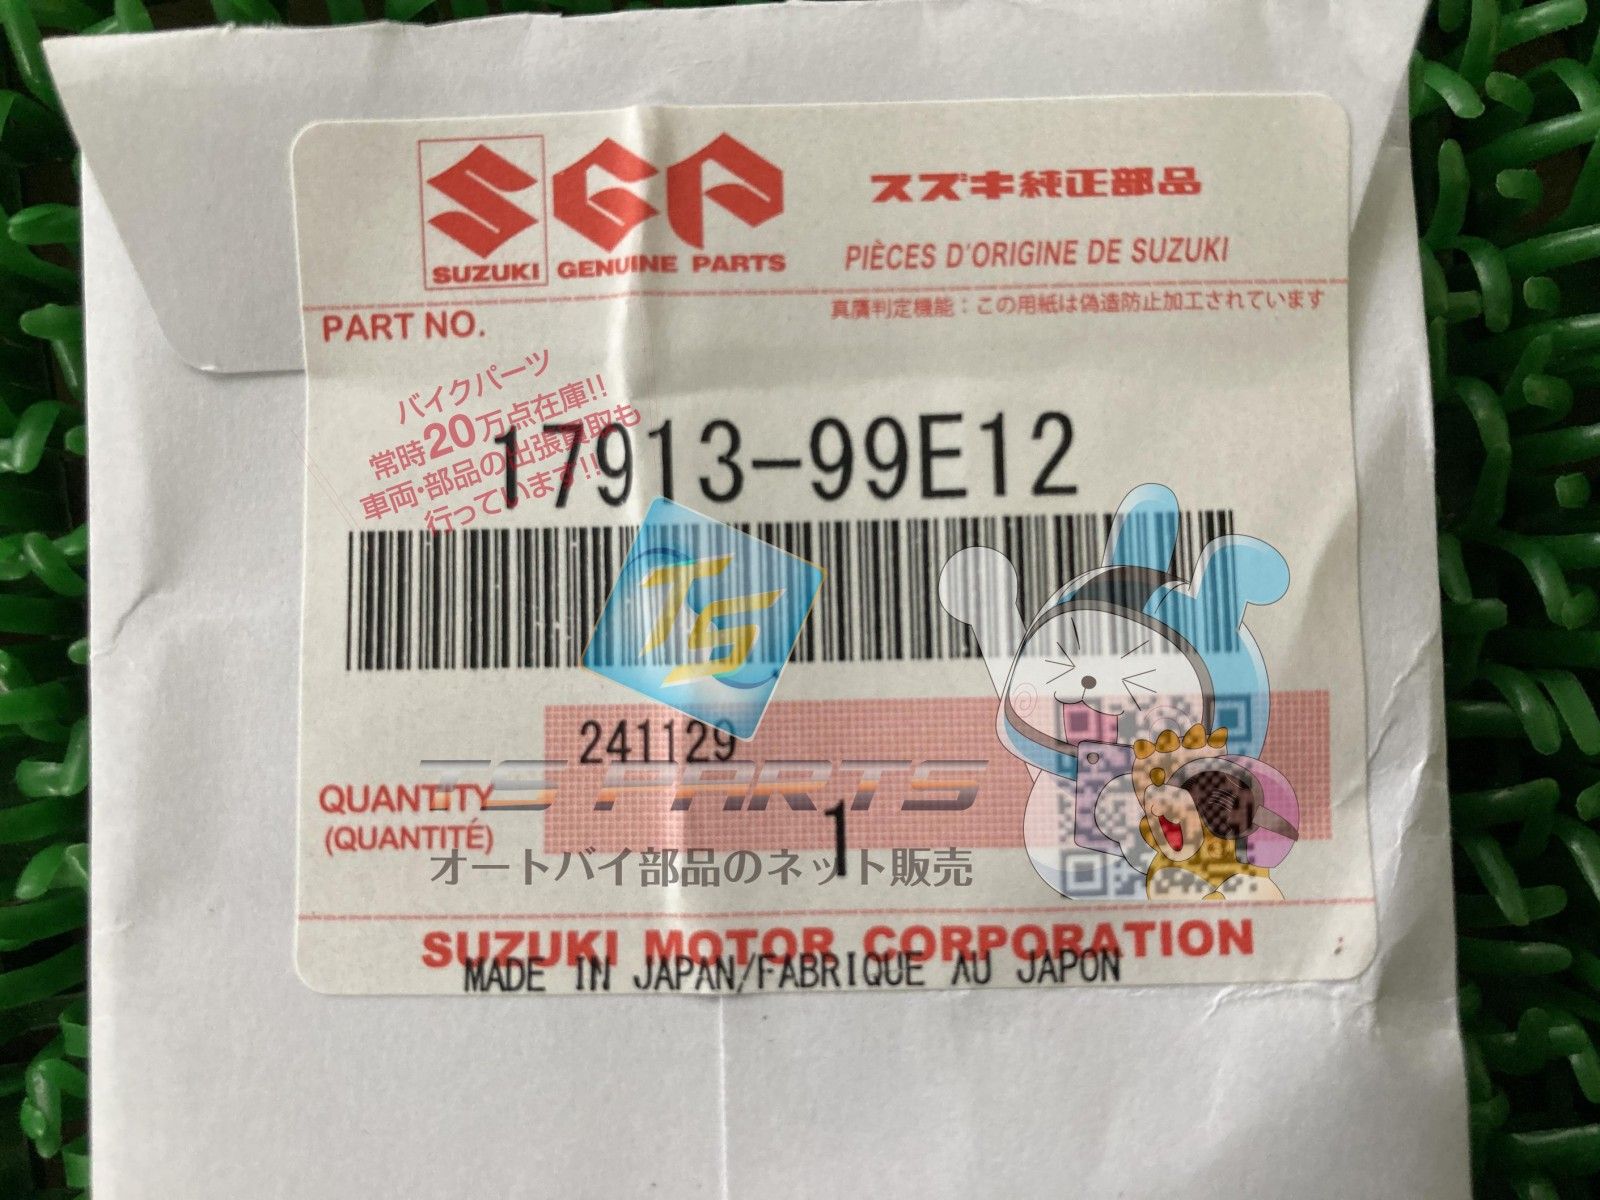 SUZUKI
SGP
GENUINE PARTS
スズキ純正部品
PIÈCES D'ORIGINE DE SUZUKI
真贋判定機能：この用紙は偽造防止加工されています
PART NO.
バイクパーツ
常時20万点在庫!!
車両・部品の出張買取も
行っています!!
17913-99E12
TS
241129
TS PARTS
QUANTITY
(QUANTITÉ)
1
オートバイ部品のネット販売
SUZUKI MOTOR CORPORATION
MADE IN JAPAN/FABRIQUE AU JAPON